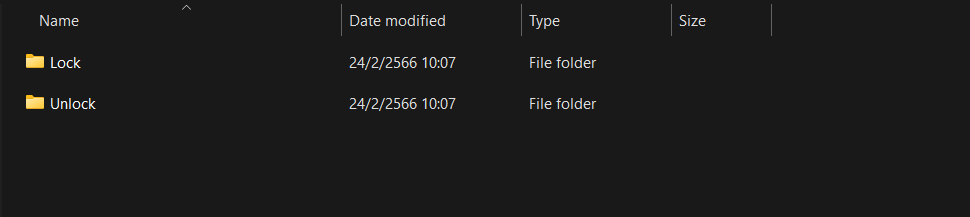 Name Date modified Type Size
Lock 24/2/2566 10:07 File folder
Unlock 24/2/2566 10:07 File folder